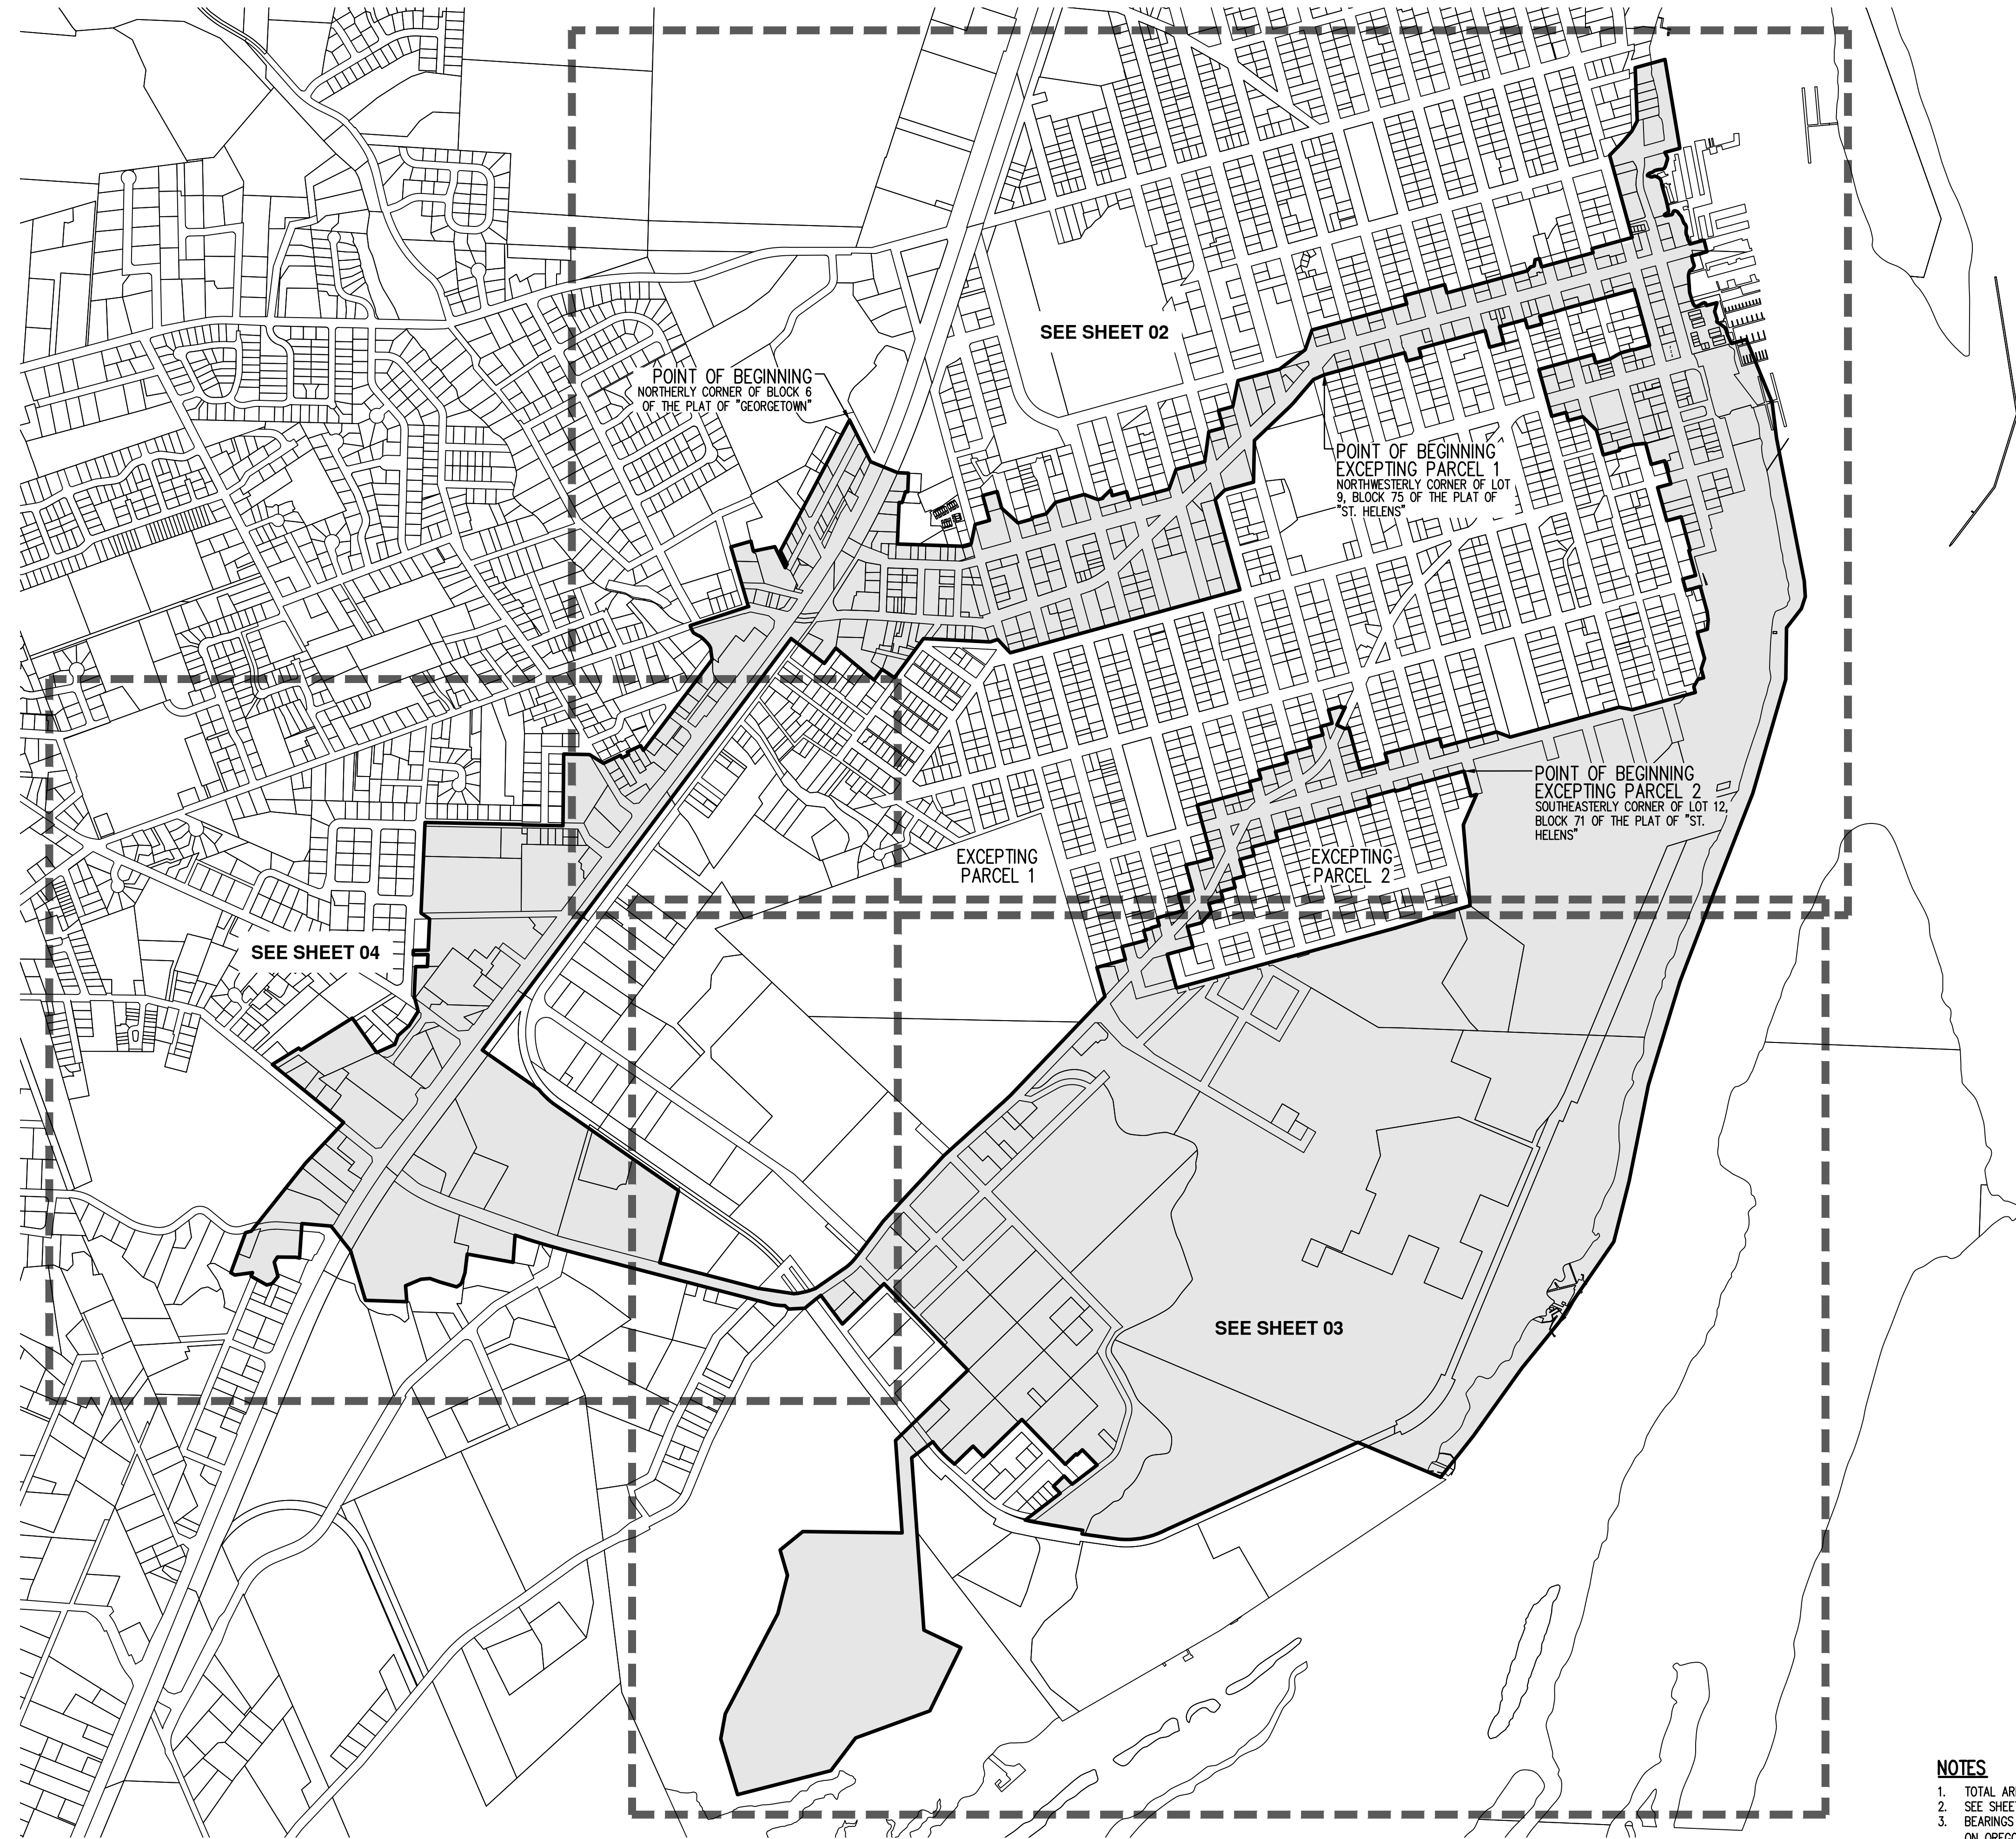 SEE SHEET 02
POINT OF BEGINNING
NORTHERLY CORNER OF BLOCK 6
OF THE PLAT OF "GEORGETOWN"
POINT OF BEGINNING
EXCEPTING PARCEL 1
NORTHWESTERLY CORNER OF LOT
9, BLOCK 75 OF THE PLAT OF
"ST. HELENS"
POINT OF BEGINNING
EXCEPTING PARCEL 2
SOUTHEASTERLY CORNER OF LOT 12,
BLOCK 71 OF THE PLAT OF "ST.
HELENS"
EXCEPTING
PARCEL 1
EXCEPTING
PARCEL 2
SEE SHEET 04
SEE SHEET 03
NOTES
1. TOTAL
2. SEE
3. BEARINGS